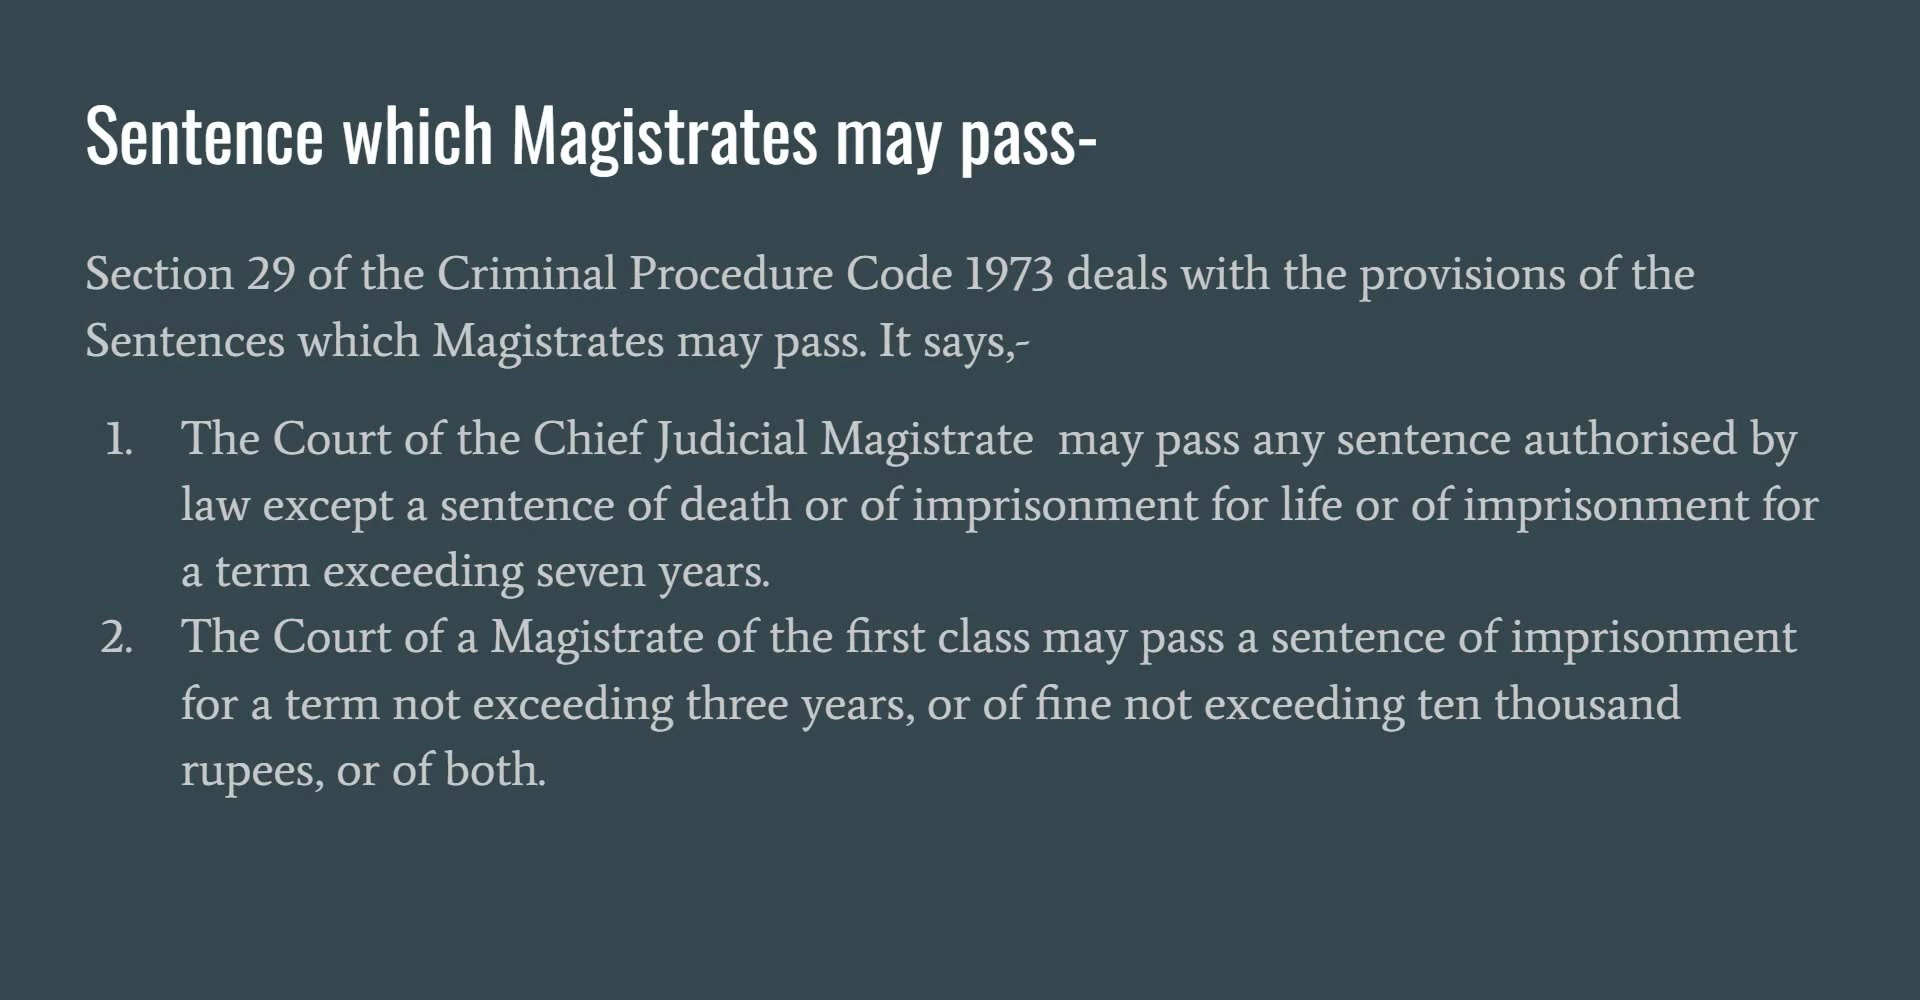 Sentence which Magistrates may pass-
Section 29 of the Criminal Procedure Code 1973 deals with the provisions of the
Sentences which Magistrates may pass. It says,-
1. The Court of the Chief Judicial Magistrate  may pass any sentence authorised by
law except a sentence of death or of imprisonment for life or of imprisonment for
a term exceeding seven years.
2. The Court of a Magistrate of the first class may pass a sentence of imprisonment
for a term not exceeding three years, or of fine not exceeding ten thousand
rupees, or of both.